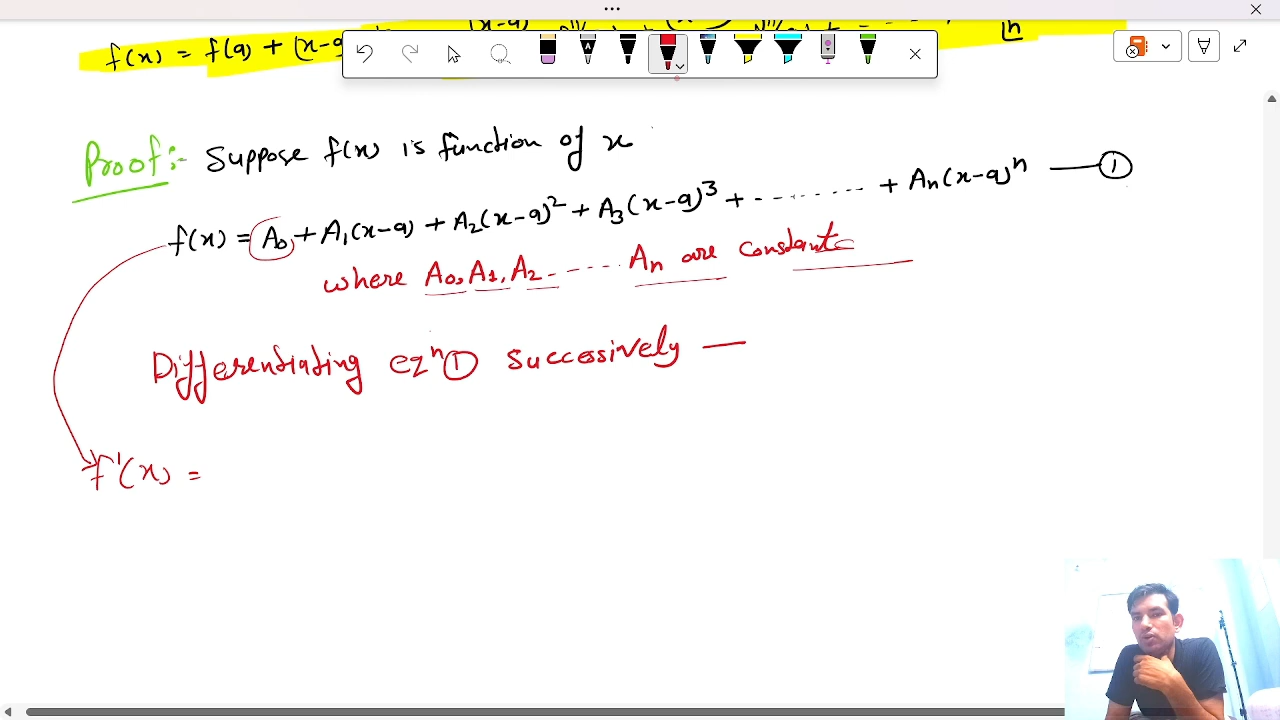 f(x) = f(a) + (x-a
Proof:- Suppose f(x) is function of x
f(x) = A₀ + A₁(x-a) + A₂(x-a)² + A₃(x-a)³ + -------- + Aₙ(x-a)ⁿ —— ①
where A₀, A₁, A₂ ------ Aₙ are constants
Differentiating eqⁿ ① successively —
f'(x) =